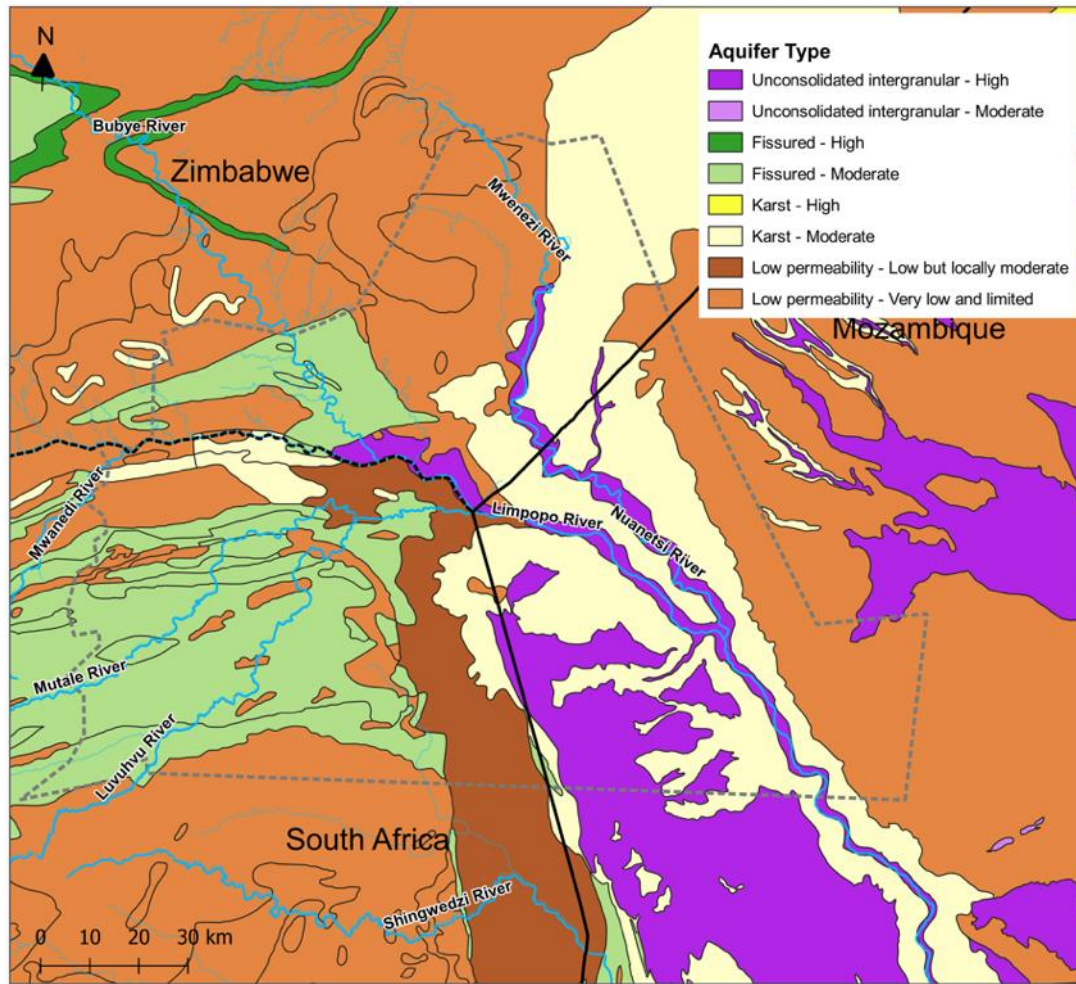 N
Bubye River
Zimbabwe
Mwenezi River
Aquifer Type
Unconsolidated intergranular - High
Unconsolidated intergranular - Moderate
Fissured - High
Fissured - Moderate
Karst - High
Karst - Moderate
Low permeability - Low but locally moderate
Low permeability - Very low and limited
Mozambique
Mwanedi River
Limpopo River
Nuanetsi River
Mutale River
Luvuhvu River
South Africa
Shingwedzi River
0 10 20 30 km